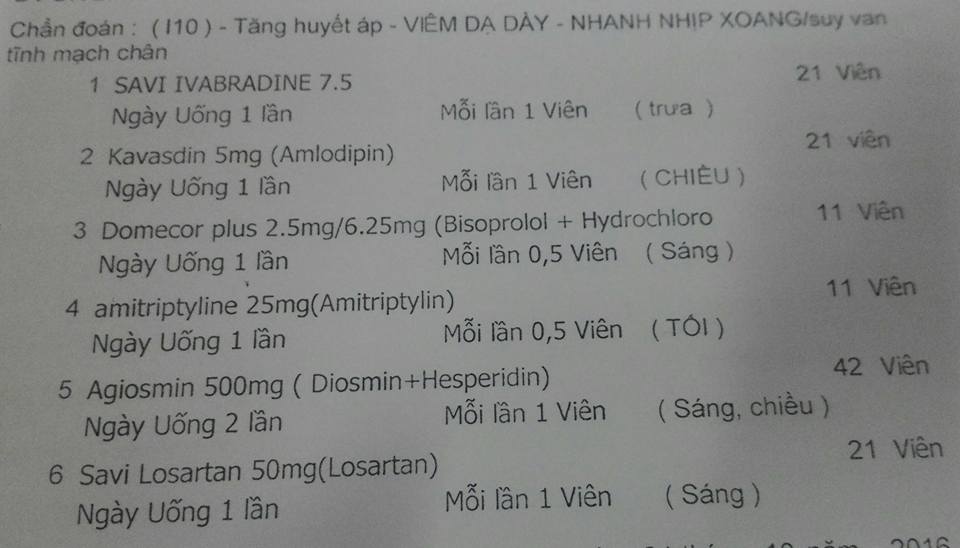 Chẩn đoán : ( I10 ) - Tăng huyết áp - VIÊM DẠ DÀY - NHANH NHỊP XOANG/suy van
tĩnh mạch chân
1 SAVI IVABRADINE 7.5 21 Viên
Ngày Uống 1 lần Mỗi lần 1 Viên ( trưa )
2 Kavasdin 5mg (Amlodipin) 21 viên
Ngày Uống 1 lần Mỗi lần 1 Viên ( CHIỀU )
3 Domecor plus 2.5mg/6.25mg (Bisoprolol + Hydrochloro 11 Viên
Ngày Uống 1 lần Mỗi lần 0,5 Viên ( Sáng )
4 amitriptyline 25mg(Amitriptylin) 11 Viên
Ngày Uống 1 lần Mỗi lần 0,5 Viên ( TỐI )
5 Agiosmin 500mg ( Diosmin+Hesperidin) 42 Viên
Ngày Uống 2 lần Mỗi lần 1 Viên ( Sáng, chiều )
6 Savi Losartan 50mg(Losartan) 21 Viên
Ngày Uống 1 lần Mỗi lần 1 Viên ( Sáng )
năm 2016